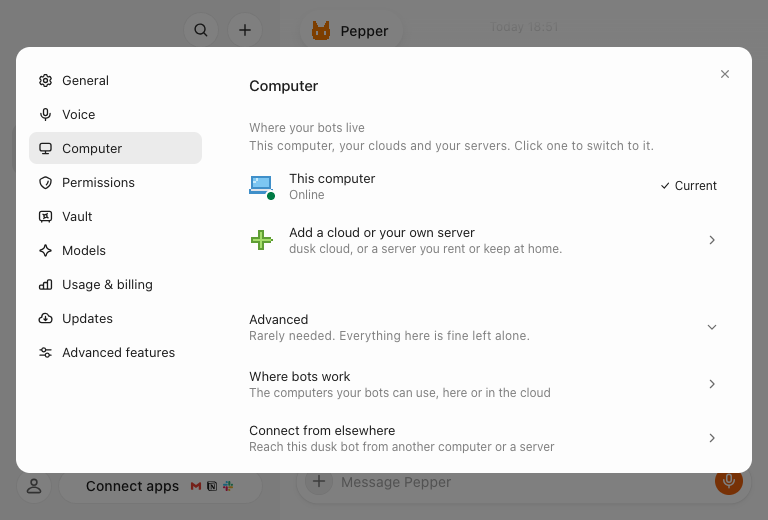 Pepper
Today 18:51
General
Voice
Computer
Permissions
Vault
Models
Usage & billing
Updates
Advanced features
Computer
Where your bots live
This computer, your clouds and your servers. Click one to switch to it.
This computer
Online
Current
Add a cloud or your own server
dusk cloud, or a server you rent or keep at home.
Advanced
Rarely needed. Everything here is fine left alone.
Where bots work
The computers your bots can use, here or in the cloud
Connect from elsewhere
Reach this dusk bot from another computer or a server
Connect apps
Message Pepper